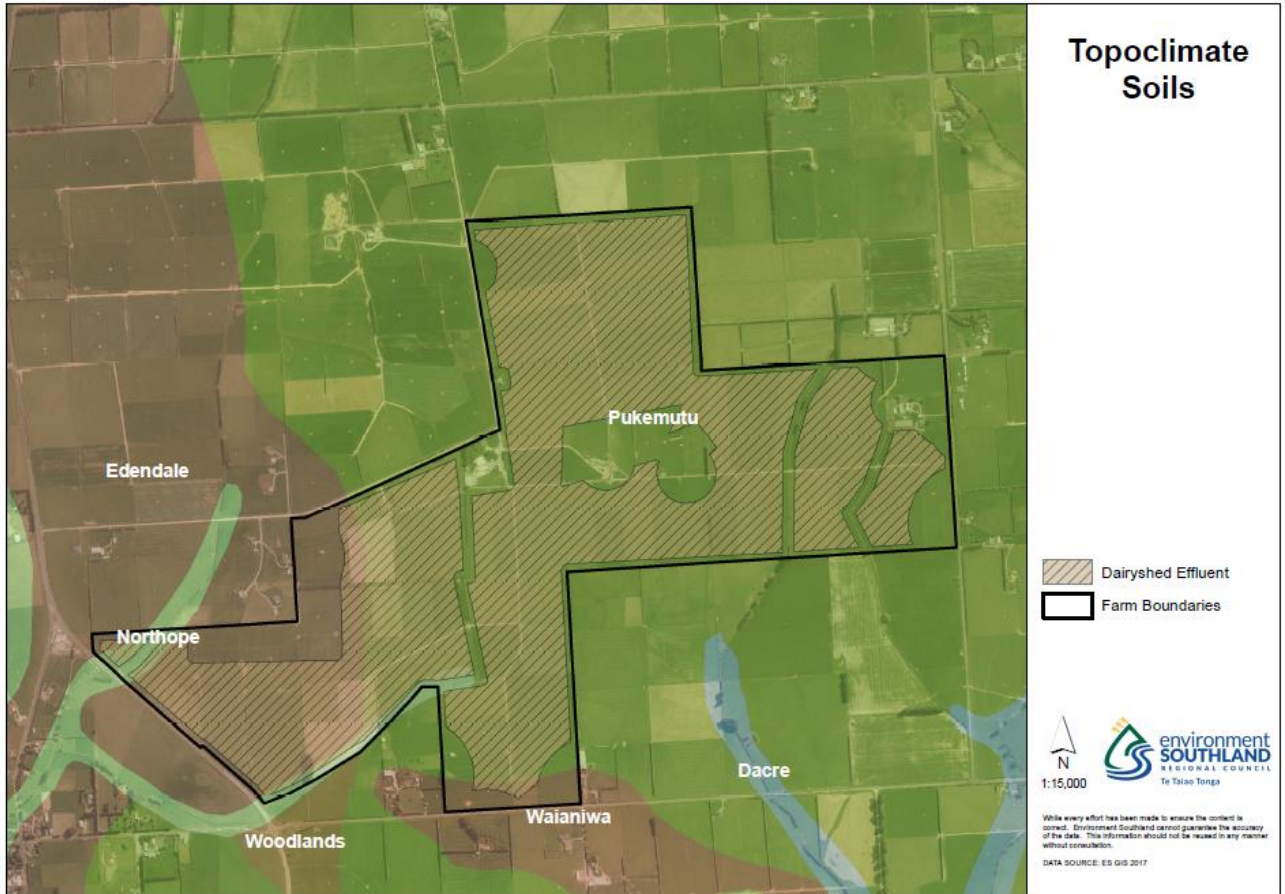 Topoclimate
Soils
Pukemutu
Edendale
Northope
Dacre
Waianiwa
Woodlands
Dairyshed Effluent
Farm Boundaries
N
1:15,000
environment
SOUTHLAND
REGIONAL COUNCIL
Te Taiao Tonga
While every effort has been made to ensure the content is
correct. Environment Southland cannot guarantee the accuracy
of the data. This information should not be reused in any manner
without consultation.
DATA SOURCE: ES GIS 2017